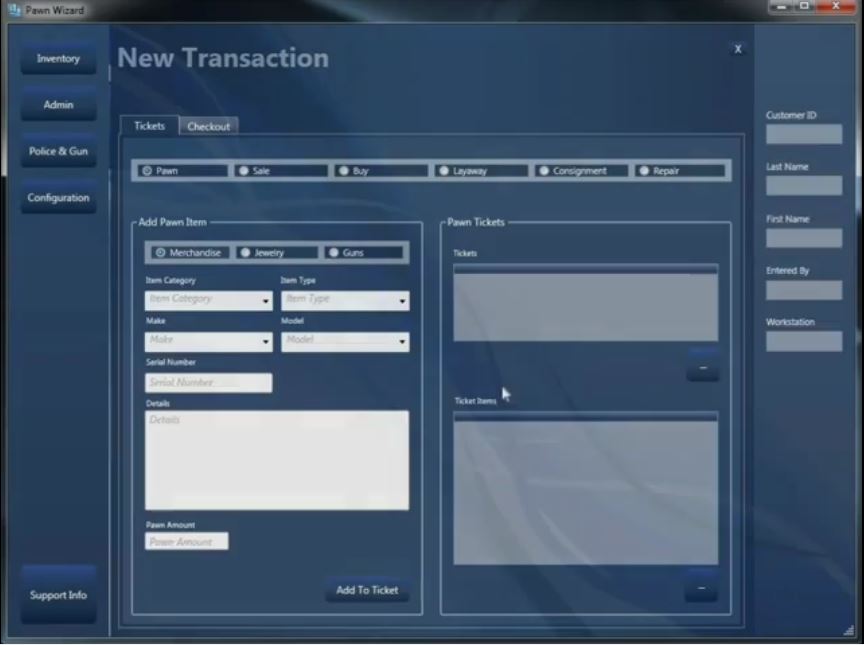 Pawn Wizard
Inventory
Admin
Police & Gun
Configuration
Support Info
New Transaction
X
Tickets Checkout
Pawn Sale Buy Layaway Consignment Repair
Add Pawn Item
Merchandise Jewelry Guns
Item Category Item Type
Item Category Item Type
Make Model
Make Model
Serial Number
Serial Number
Details
Details
Pawn Amount
Pawn Amount
Add To Ticket
Pawn Tickets
Tickets
–
Ticket Items
–
Customer ID
Last Name
First Name
Entered By
Workstation